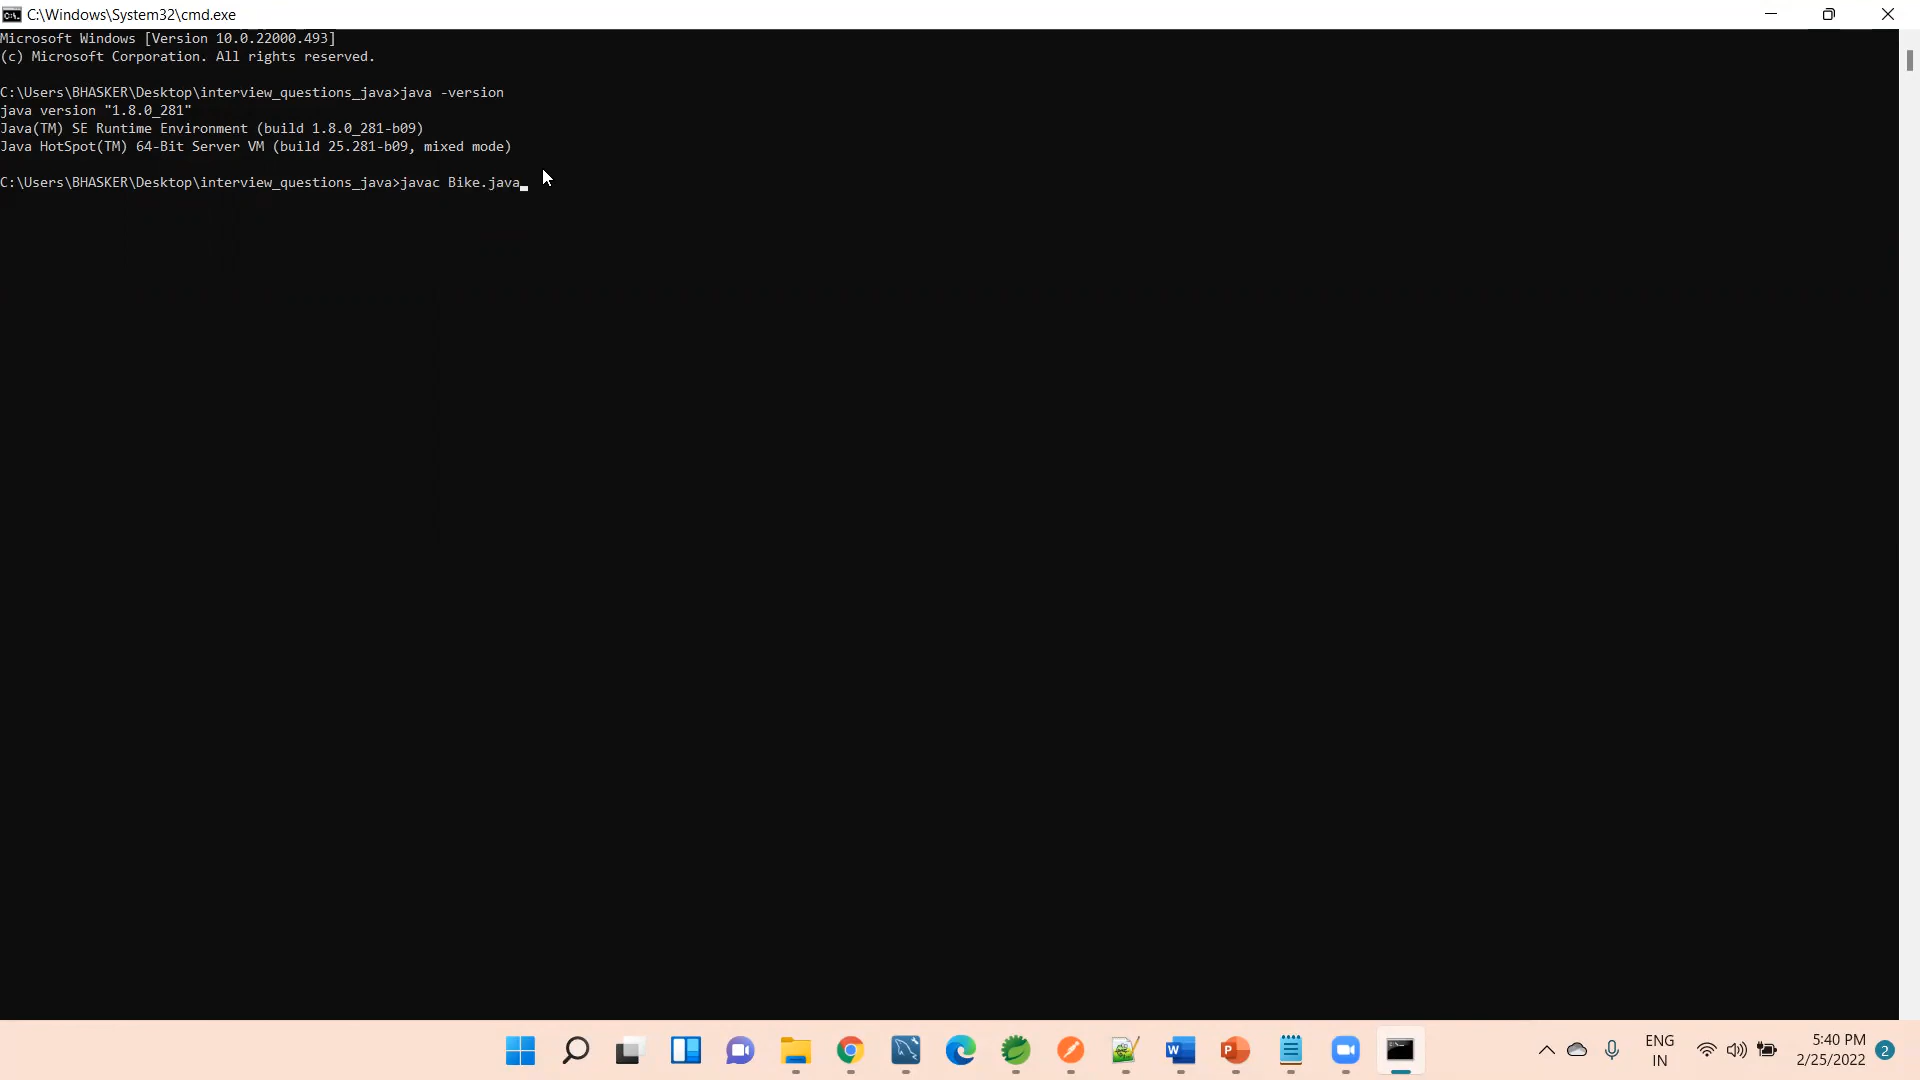 C:\Windows\System32\cmd.exe
Microsoft Windows [Version 10.0.22000.493]
(c) Microsoft Corporation. All rights reserved.
C:\Users\BHASKER\Desktop\interview_questions_java>java -version
java version "1.8.0_281"
Java(TM) SE Runtime Environment (build 1.8.0_281-b09)
Java HotSpot(TM) 64-Bit Server VM (build 25.281-b09, mixed mode)
C:\Users\BHASKER\Desktop\interview_questions_java>javac Bike.java
ENG
IN
5:40 PM
2/25/2022
2